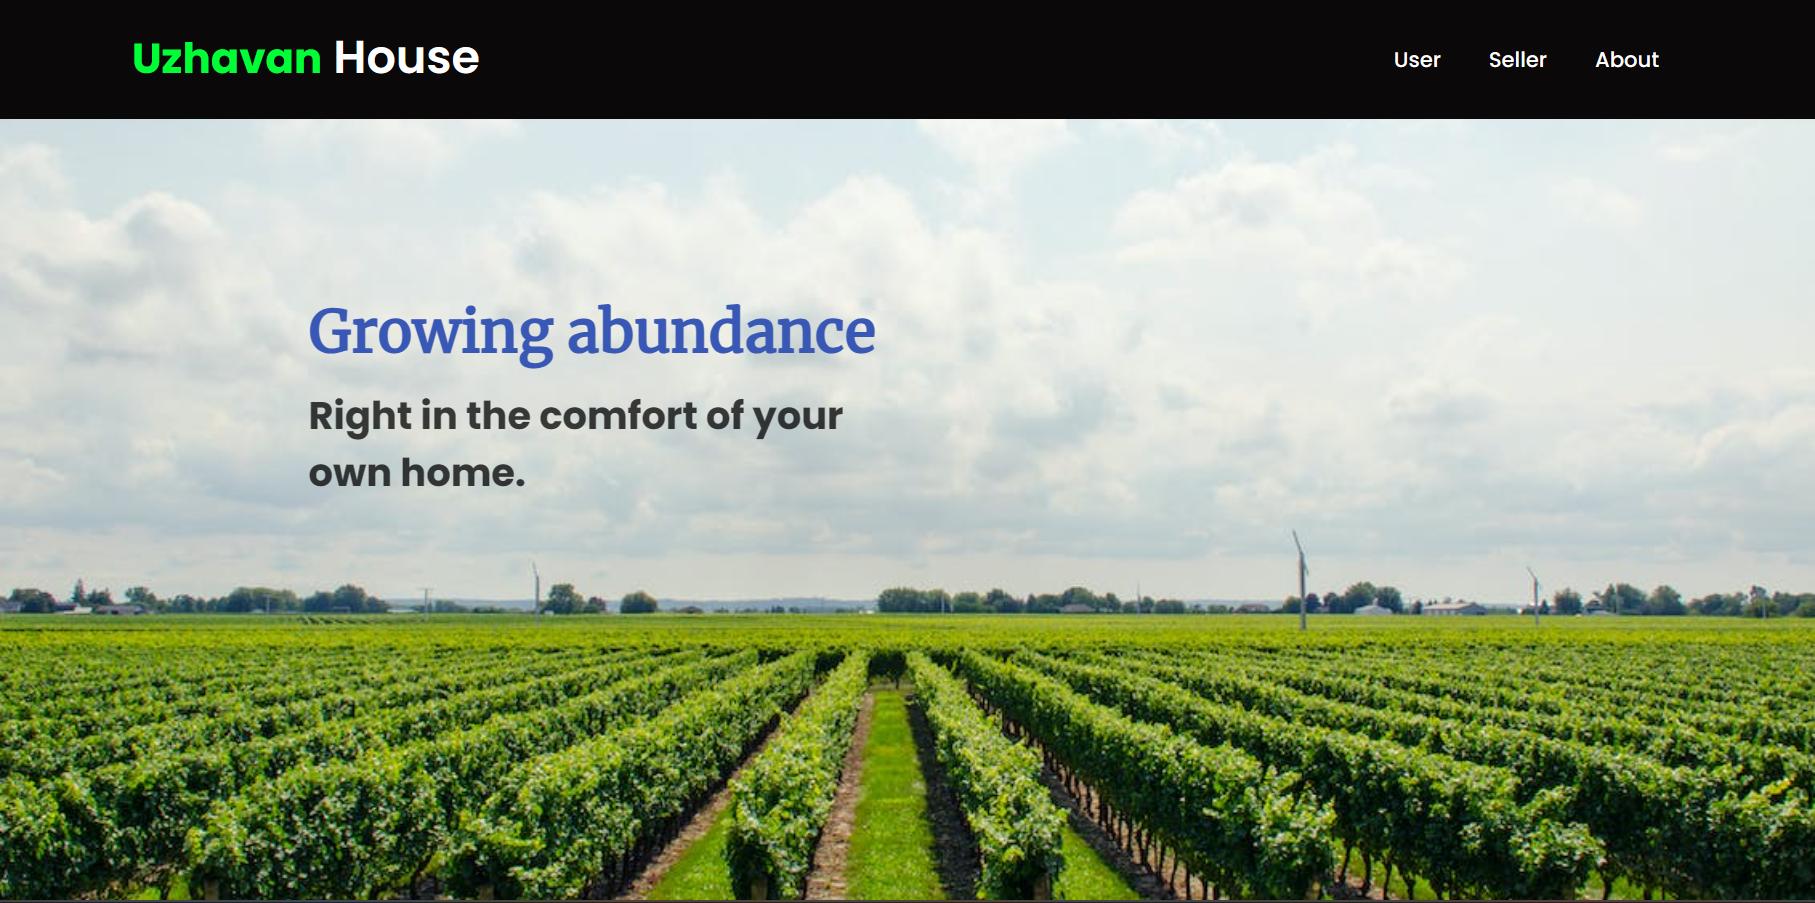 Uzhavan House
User Seller About
Growing abundance
Right in the comfort of your
own home.